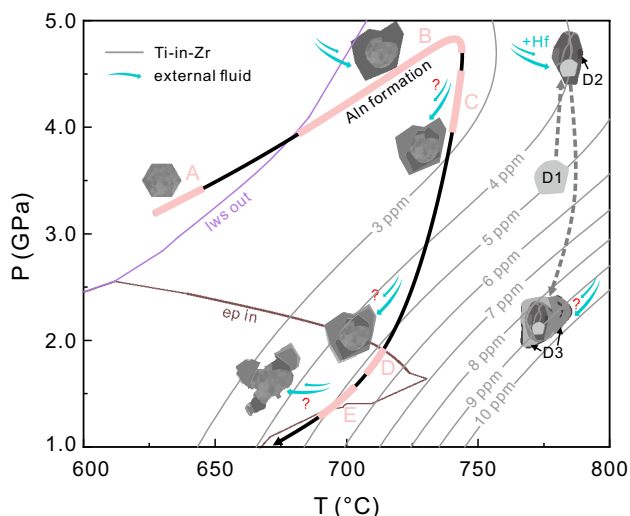 5.0
4.0
3.0
2.0
1.0
P (GPa)
600
650
700
750
800
T (°C)
Ti-in-Zr
external fluid
A
B
C
D
E
Aln formation
lws out
ep in
?
?
?
?
+Hf
D2
D1
D3
3 ppm
4 ppm
5 ppm
6 ppm
7 ppm
8 ppm
9 ppm
10 ppm